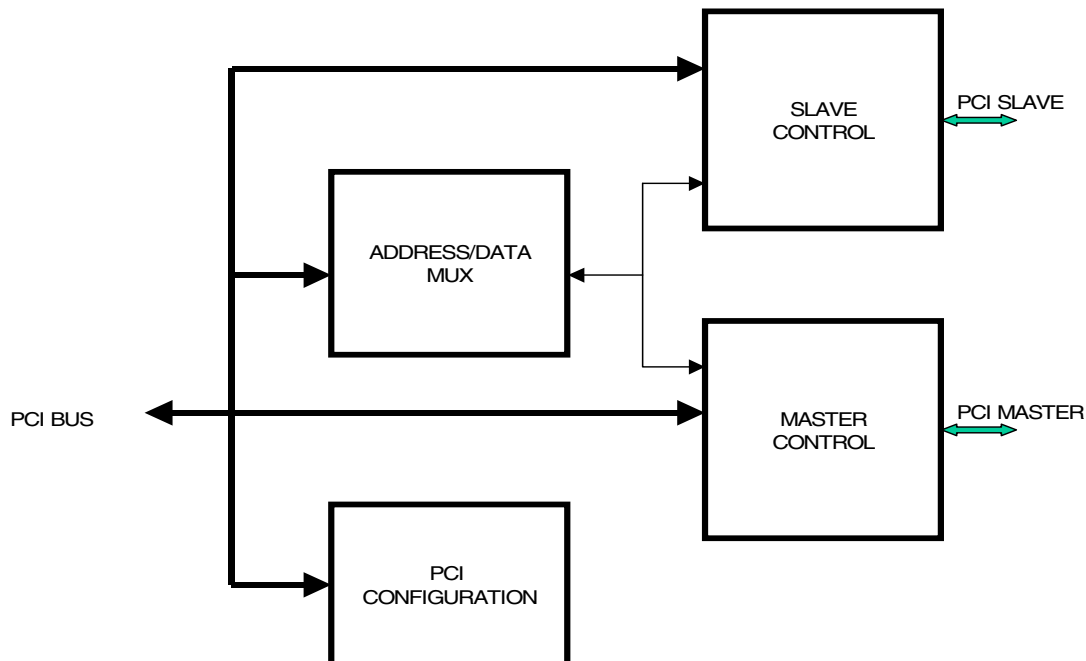 SLAVE
CONTROL
PCI SLAVE
ADDRESS/DATA
MUX
PCI BUS
MASTER
CONTROL
PCI MASTER
PCI
CONFIGURATION